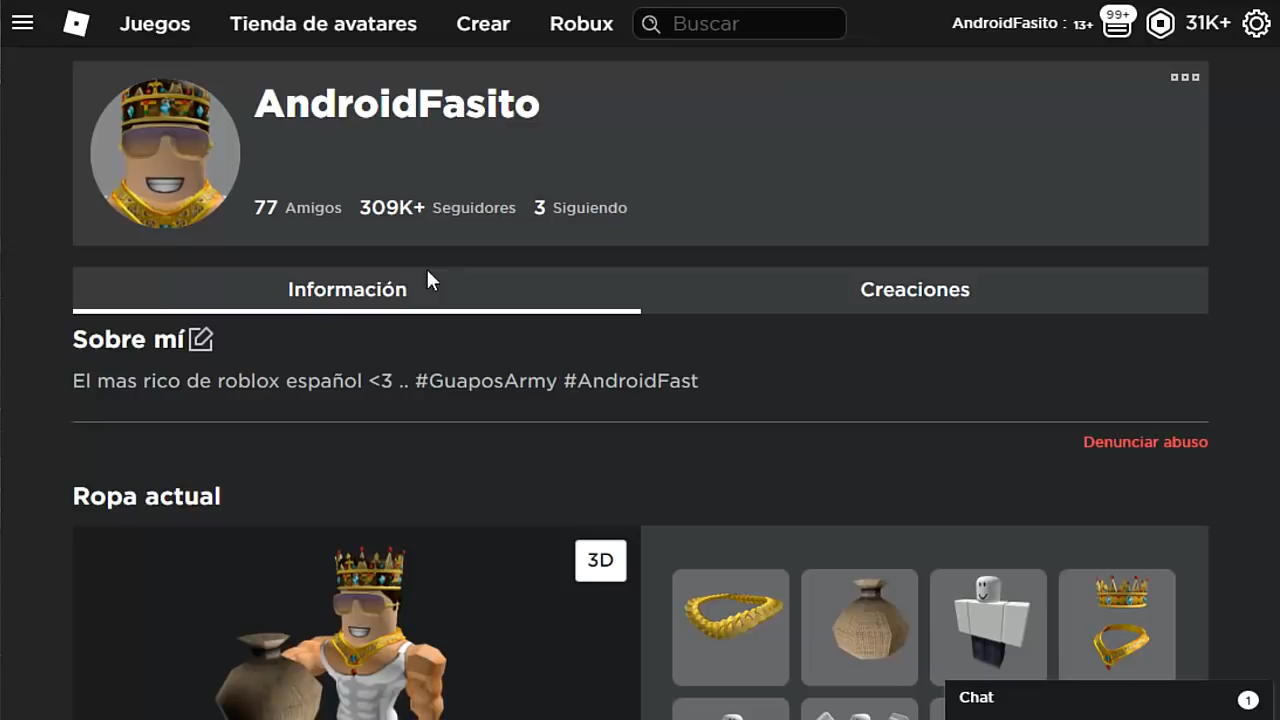 Juegos Tienda de avatares Crear Robux Buscar AndroidFasito : 13+ 99+ 31K+
AndroidFasito
77 Amigos 309K+ Seguidores 3 Siguiendo
Información Creaciones
Sobre mí
El mas rico de roblox español <3 .. #GuaposArmy #AndroidFast
Denunciar abuso
Ropa actual
3D
Chat 1